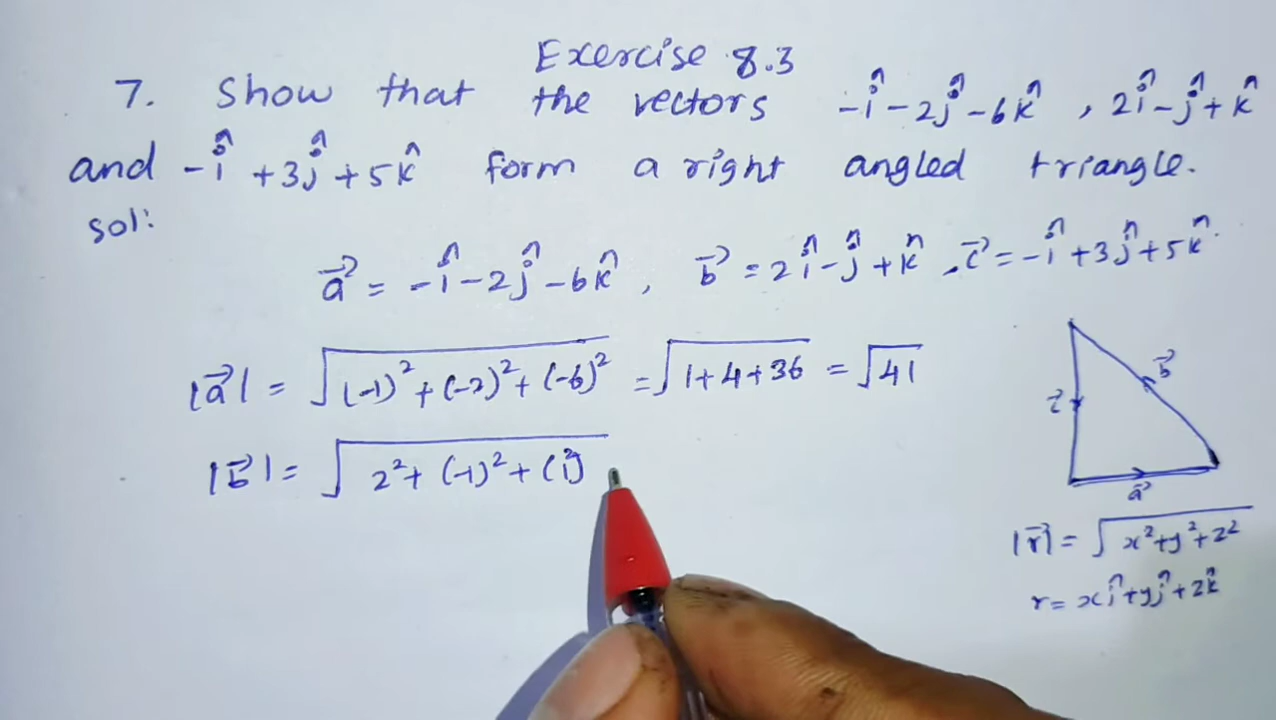 Exercise 8.3
7. Show that the vectors -î - 2ĵ - 6k̂ , 2î - ĵ + k̂
and -î + 3ĵ + 5k̂ form a right angled triangle.
sol:
a⃗ = -î - 2ĵ - 6k̂ , b⃗ = 2î - ĵ + k̂ , c⃗ = -î + 3ĵ + 5k̂.
|a⃗| = √((-1)² + (-2)² + (-6)²) = √(1+4+36) = √41
|b⃗| = √(2² + (-1)² + (1)²)
c⃗
b⃗
a⃗
|r⃗| = √(x²+y²+z²)
r = xî + yĵ + zk̂